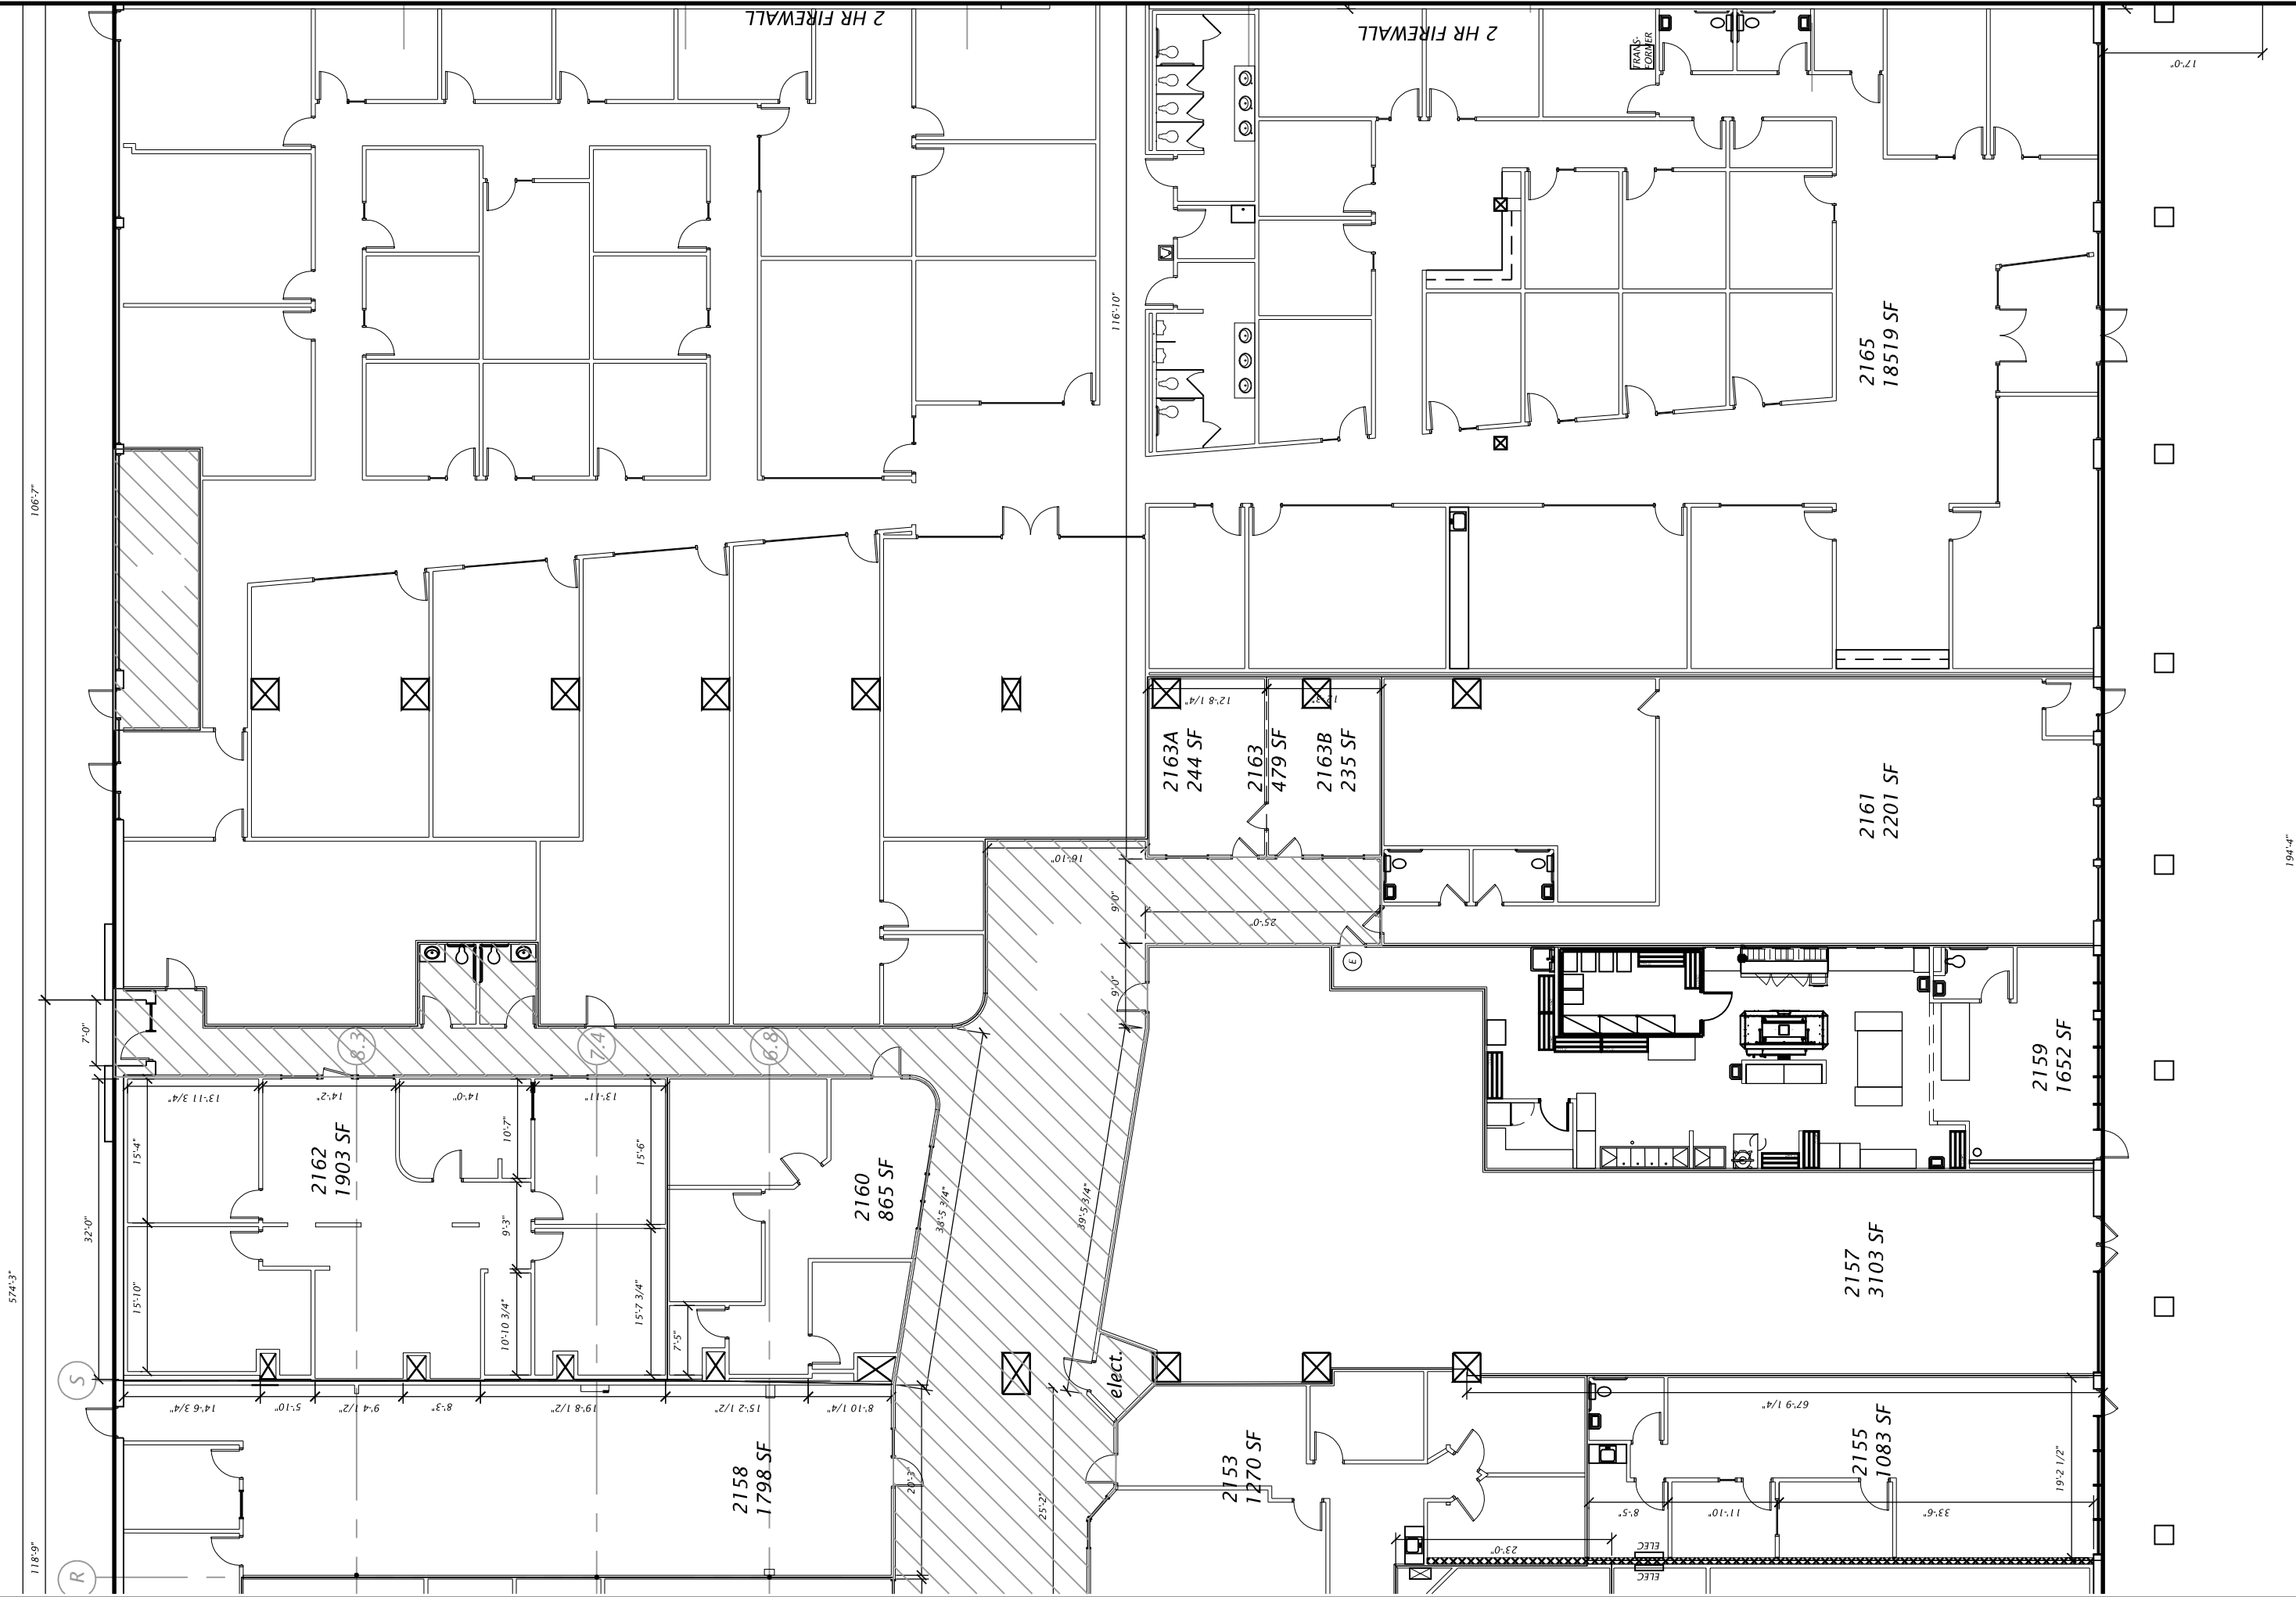 2 HR FIREWALL
2 HR FIREWALL
TRANS-
FORMER
17'-0"
106'-7"
116'-10"
2165
18519 SF
12'-8 1/4"
12'-3"
2163A
244 SF
2163
479 SF
2163B
235 SF
2161
2201 SF
194'-4"
16'-10"
9'-0"
25'-0"
E
9'-0"
7'-0"
8.3
7.4
6.8
2159
1652 SF
13'-11 3/4"
14'-2"
14'-0"
13'-11"
15'-4"
10'-7"
15'-6"
2162
1903 SF
2160
865 SF
38'-5 3/4"
39'-5 3/4"
32'-0"
9'-3"
574'-3"
15'-10"
10'-10 3/4"
15'-7 3/4"
7'-5"
2157
3103 SF
elect.
S
14'-6 3/4"
5'-10"
9'-4 1/2"
8'-3"
19'-8 1/2"
15'-2 1/2"
8'-10 1/4"
67'-9 1/4"
2158
1798 SF
20'-3"
25'-2"
2153
1270 SF
2155
1083 SF
19'-2 1/2"
8'-5"
11'-10"
33'-6"
23'-0"
ELEC
ELEC
118'-9"
R